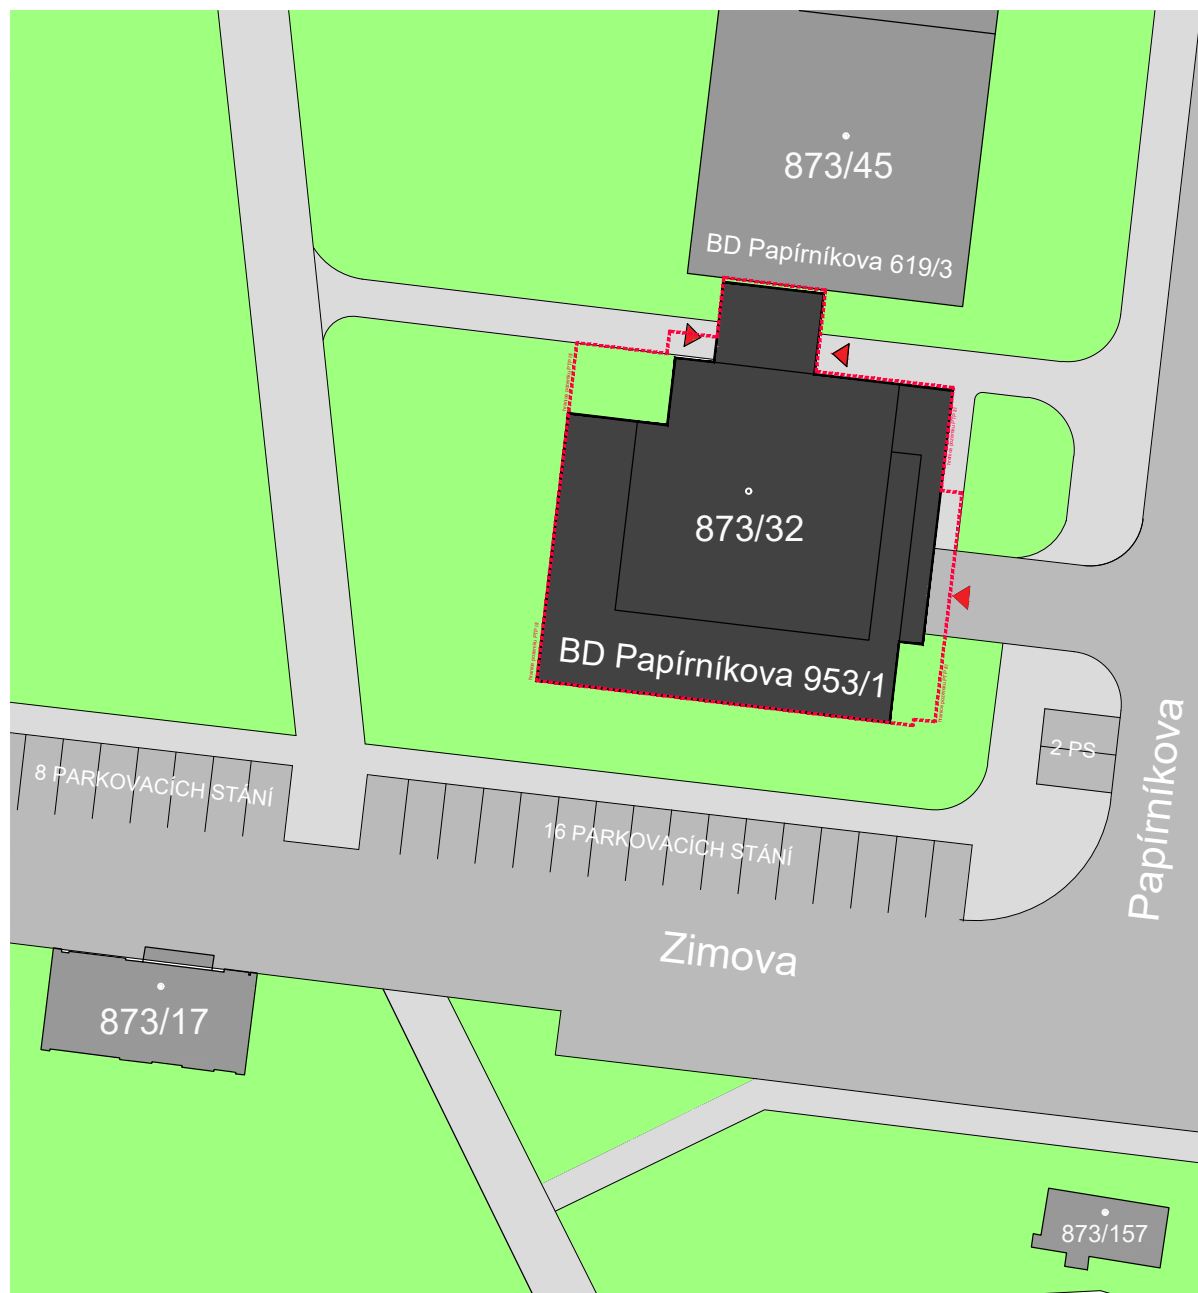 873/45
BD Papírníkova 619/3
873/32
BD Papírníkova 953/1
2 PS
Papírníkova
8 PARKOVACÍCH STÁNÍ
16 PARKOVACÍCH STÁNÍ
Zimova
873/17
873/157